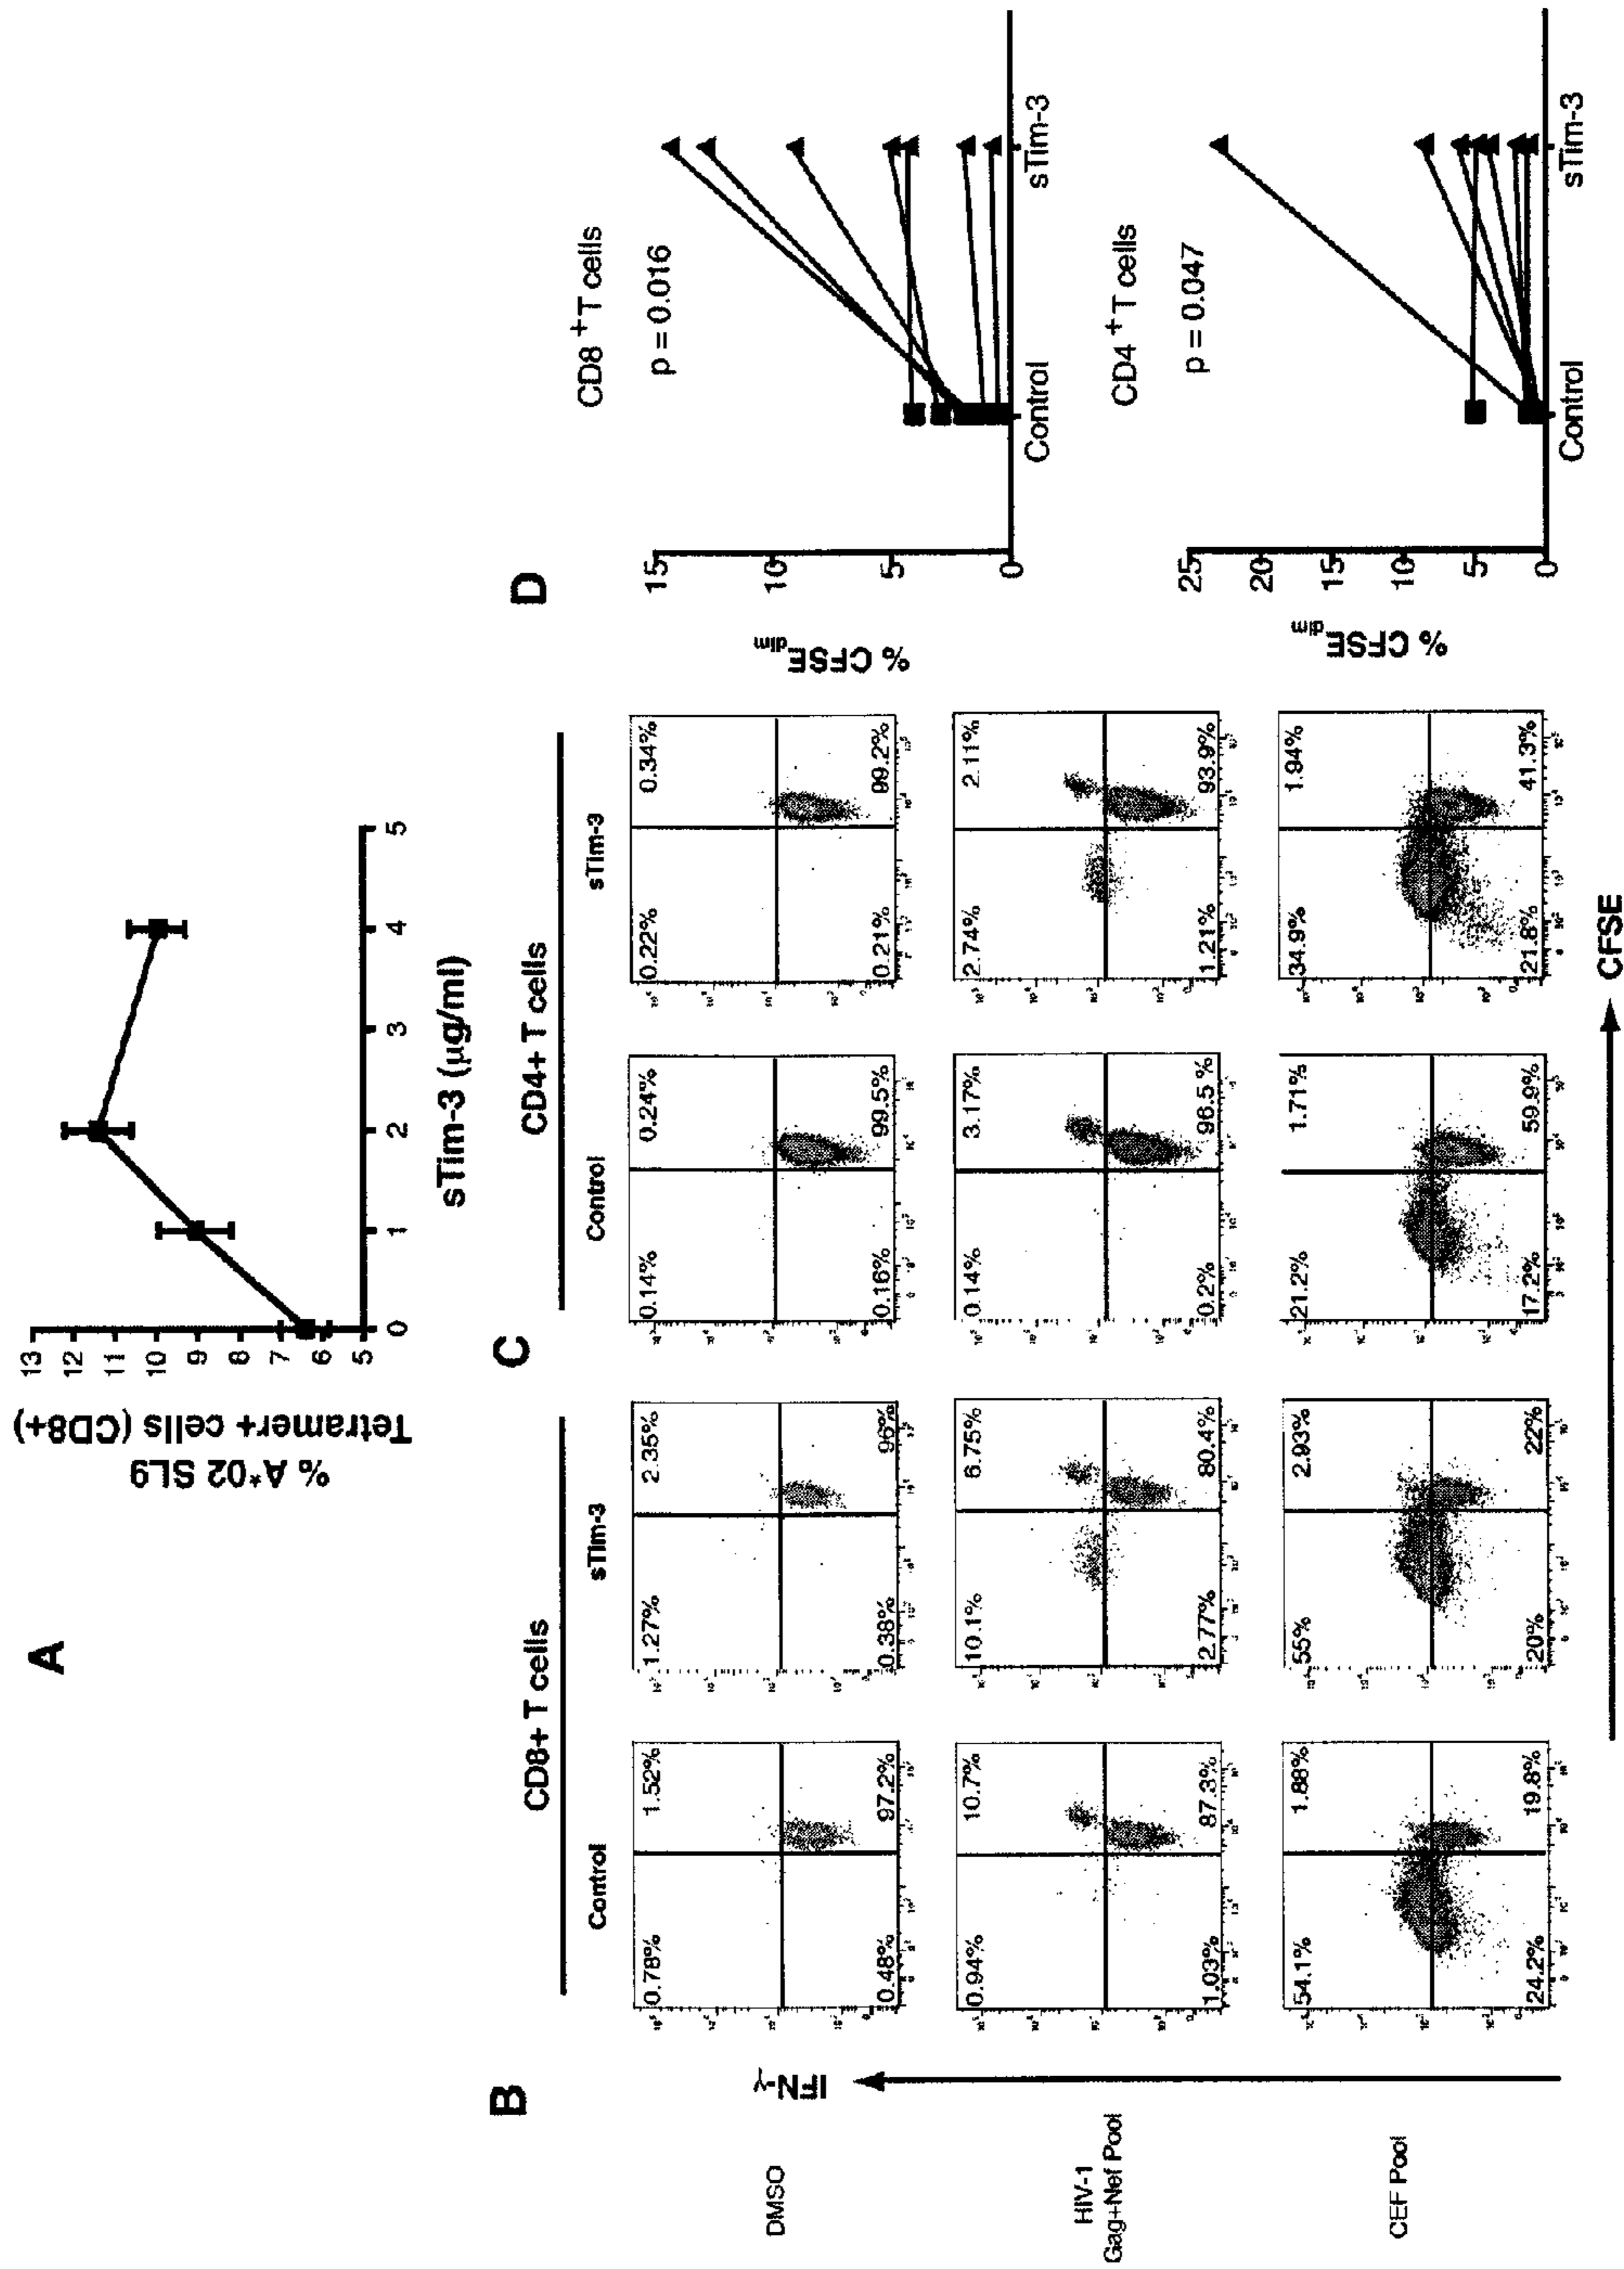 A
% A*02 SL9
Tetramer+ cells (CD8+)
13
12
11
10
9
8
7
6
5
0
1
2
3
4
5
sTim-3 (µg/ml)
B
CD8+ T cells
Control
sTim-3
C
CD4+ T cells
Control
sTim-3
IFN-γ
DMSO
0.78%
1.52%
0.48%
97.2%
1.27%
2.35%
0.38%
96%
0.14%
0.24%
0.16%
99.5%
0.22%
0.34%
0.21%
99.2%
HIV-1
Gag+Nef Pool
0.94%
10.7%
1.03%
87.3%
10.1%
6.75%
2.77%
80.4%
0.14%
3.17%
0.2%
96.5 %
2.74%
2.11%
1.21%
93.9%
CEF Pool
54.1%
1.88%
24.2%
19.8%
55%
2.93%
20%
22%
21.2%
1.71%
17.2%
59.9%
34.9%
1.94%
21.8%
41.3%
CFSE
D
CD8 + T cells
p = 0.016
% CFSE dim
15
10
5
0
Control
sTim-3
CD4 + T cells
p = 0.047
% CFSE dim
25
20
15
10
5
0
Control
sTim-3